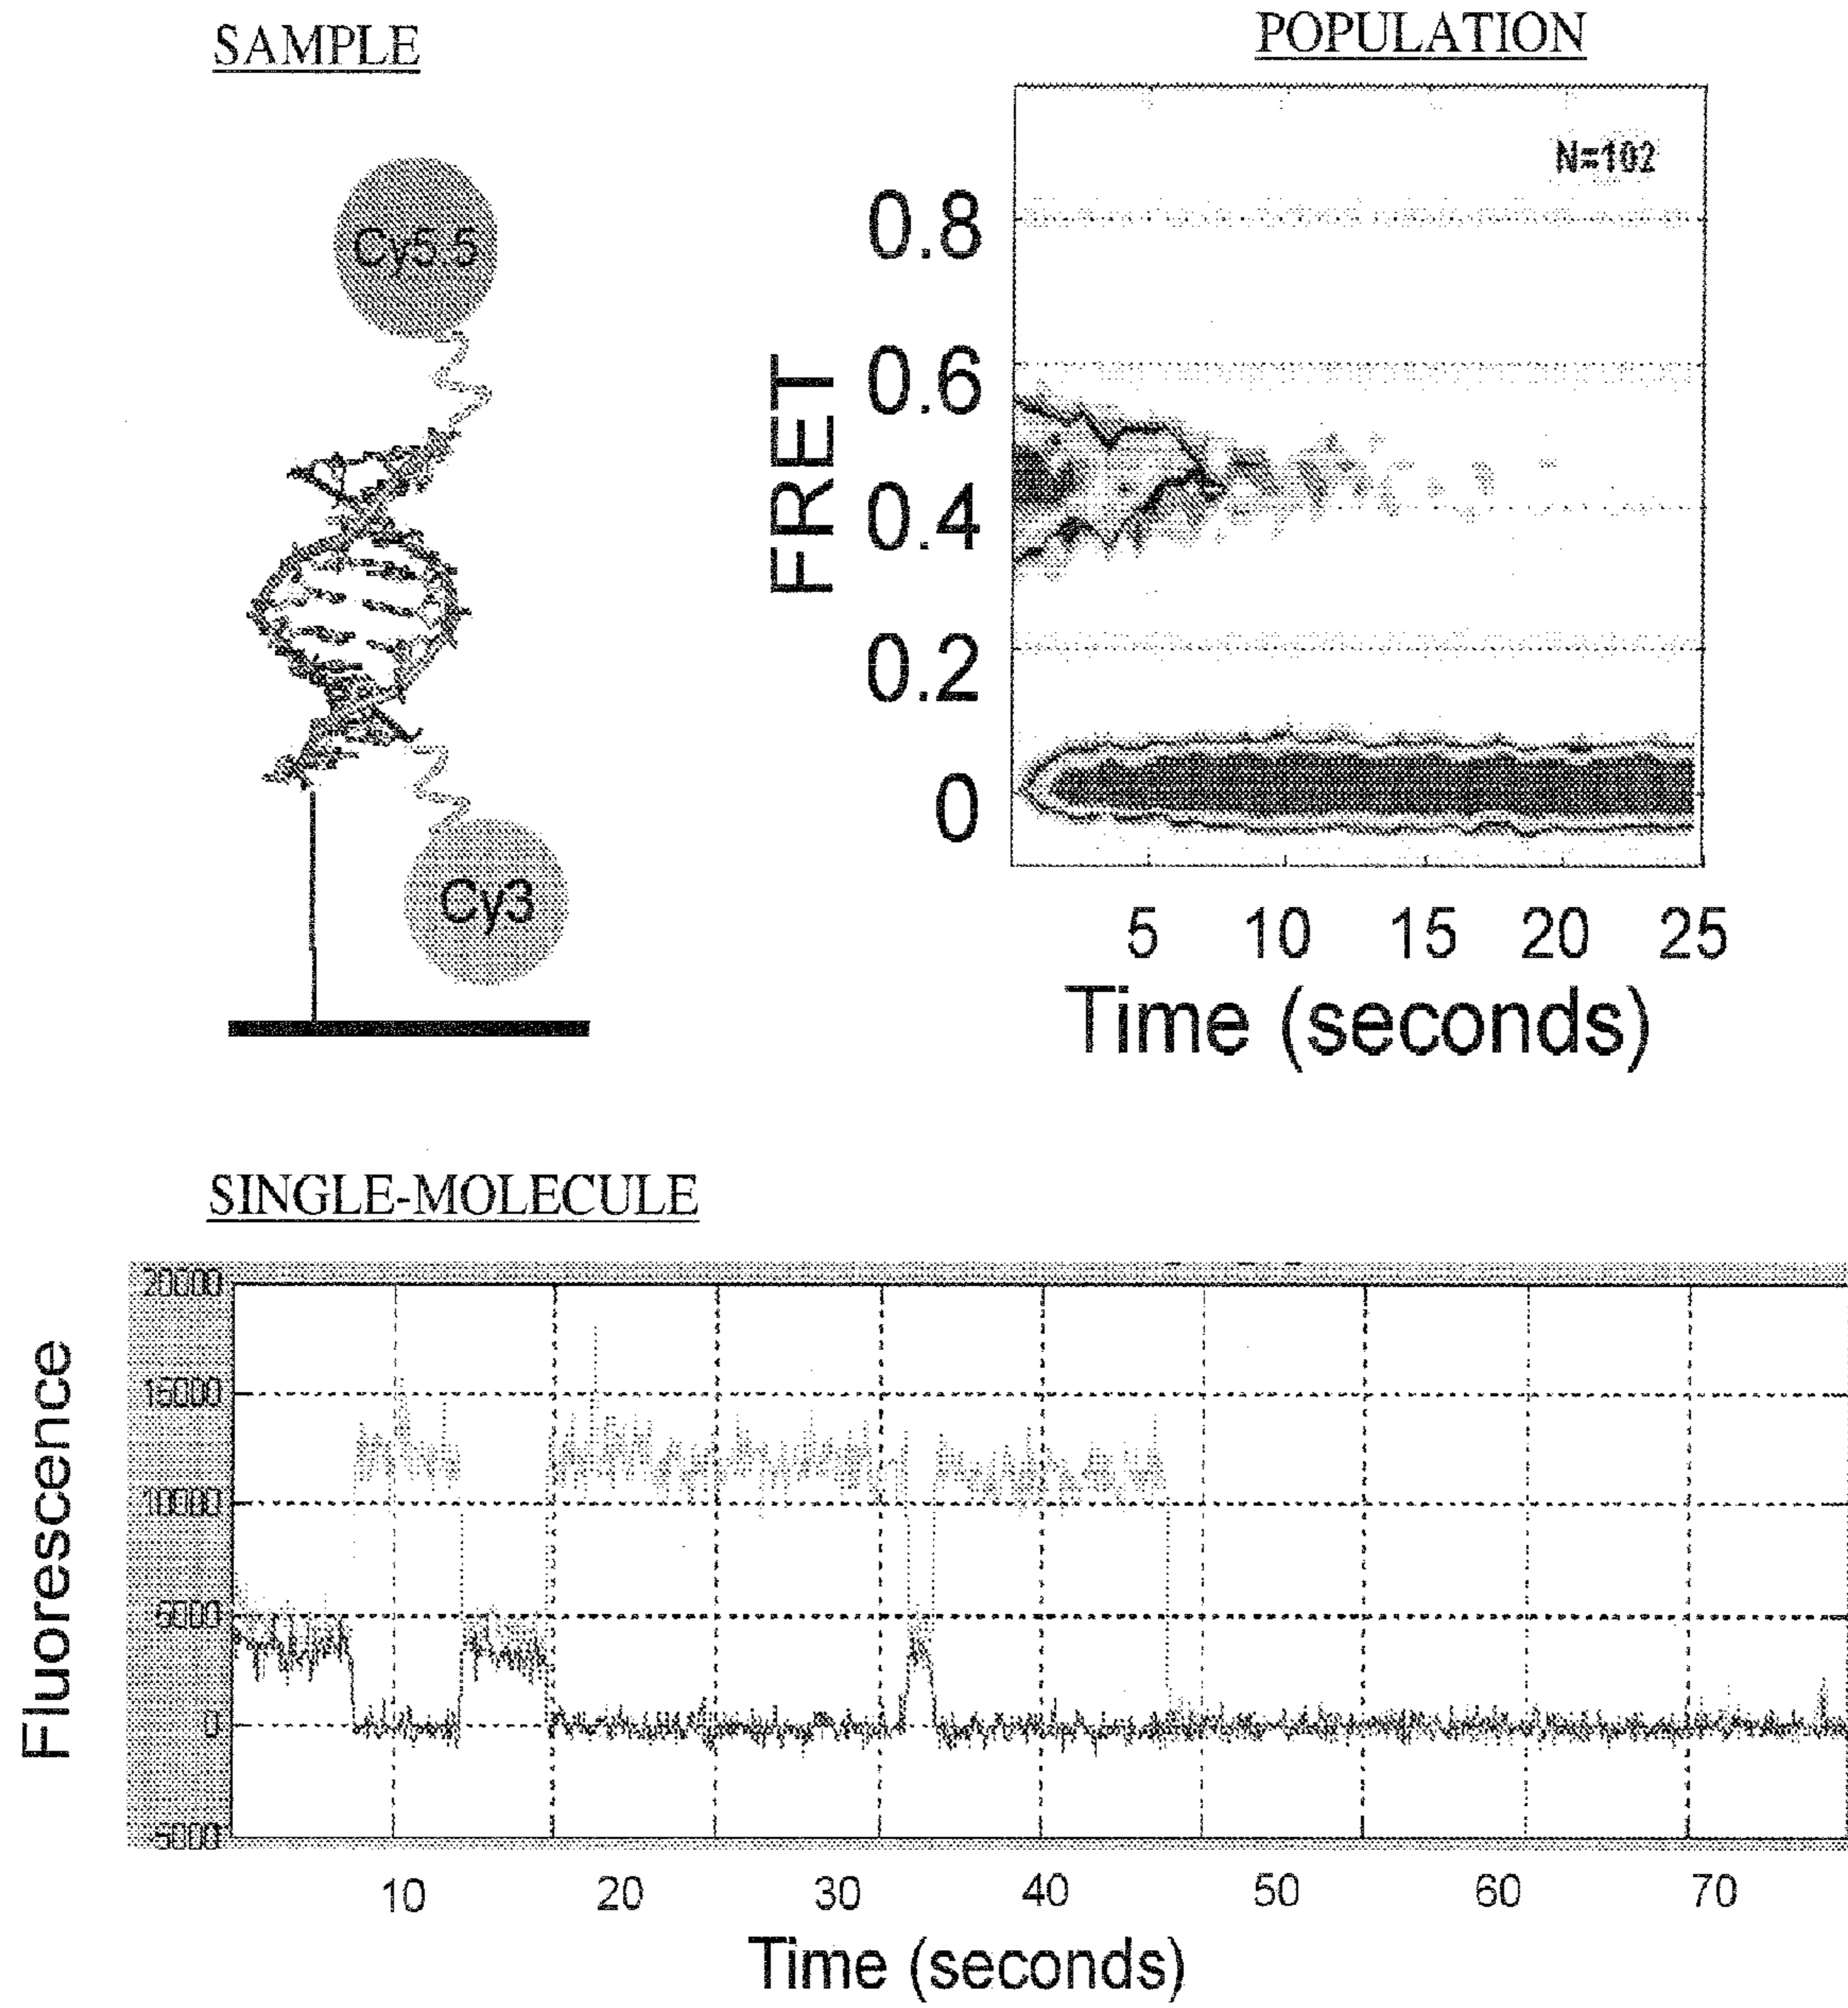 SAMPLE
Cy5.5
Cy3
POPULATION
N=102
0.8
0.6
0.4
0.2
0
FRET
5 10 15 20 25
Time (seconds)
SINGLE-MOLECULE
Fluorescence
20000
15000
10000
5000
0
-5000
10 20 30 40 50 60 70
Time (seconds)